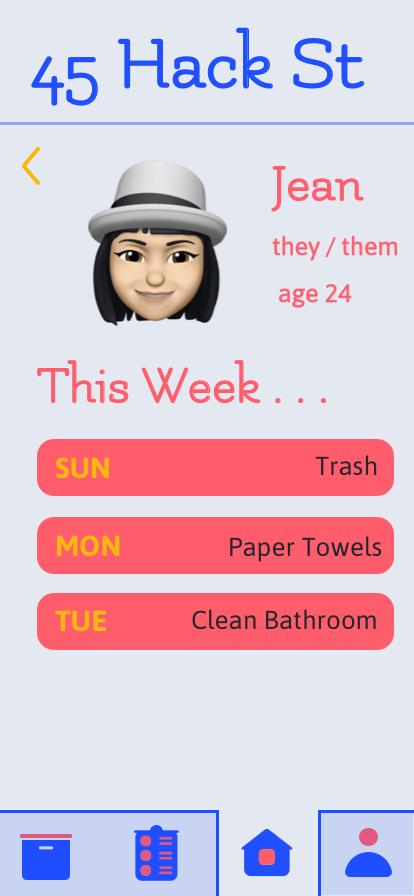 45 Hack St
Jean
they / them
age 24
This Week . . .
SUN Trash
MON Paper Towels
TUE Clean Bathroom